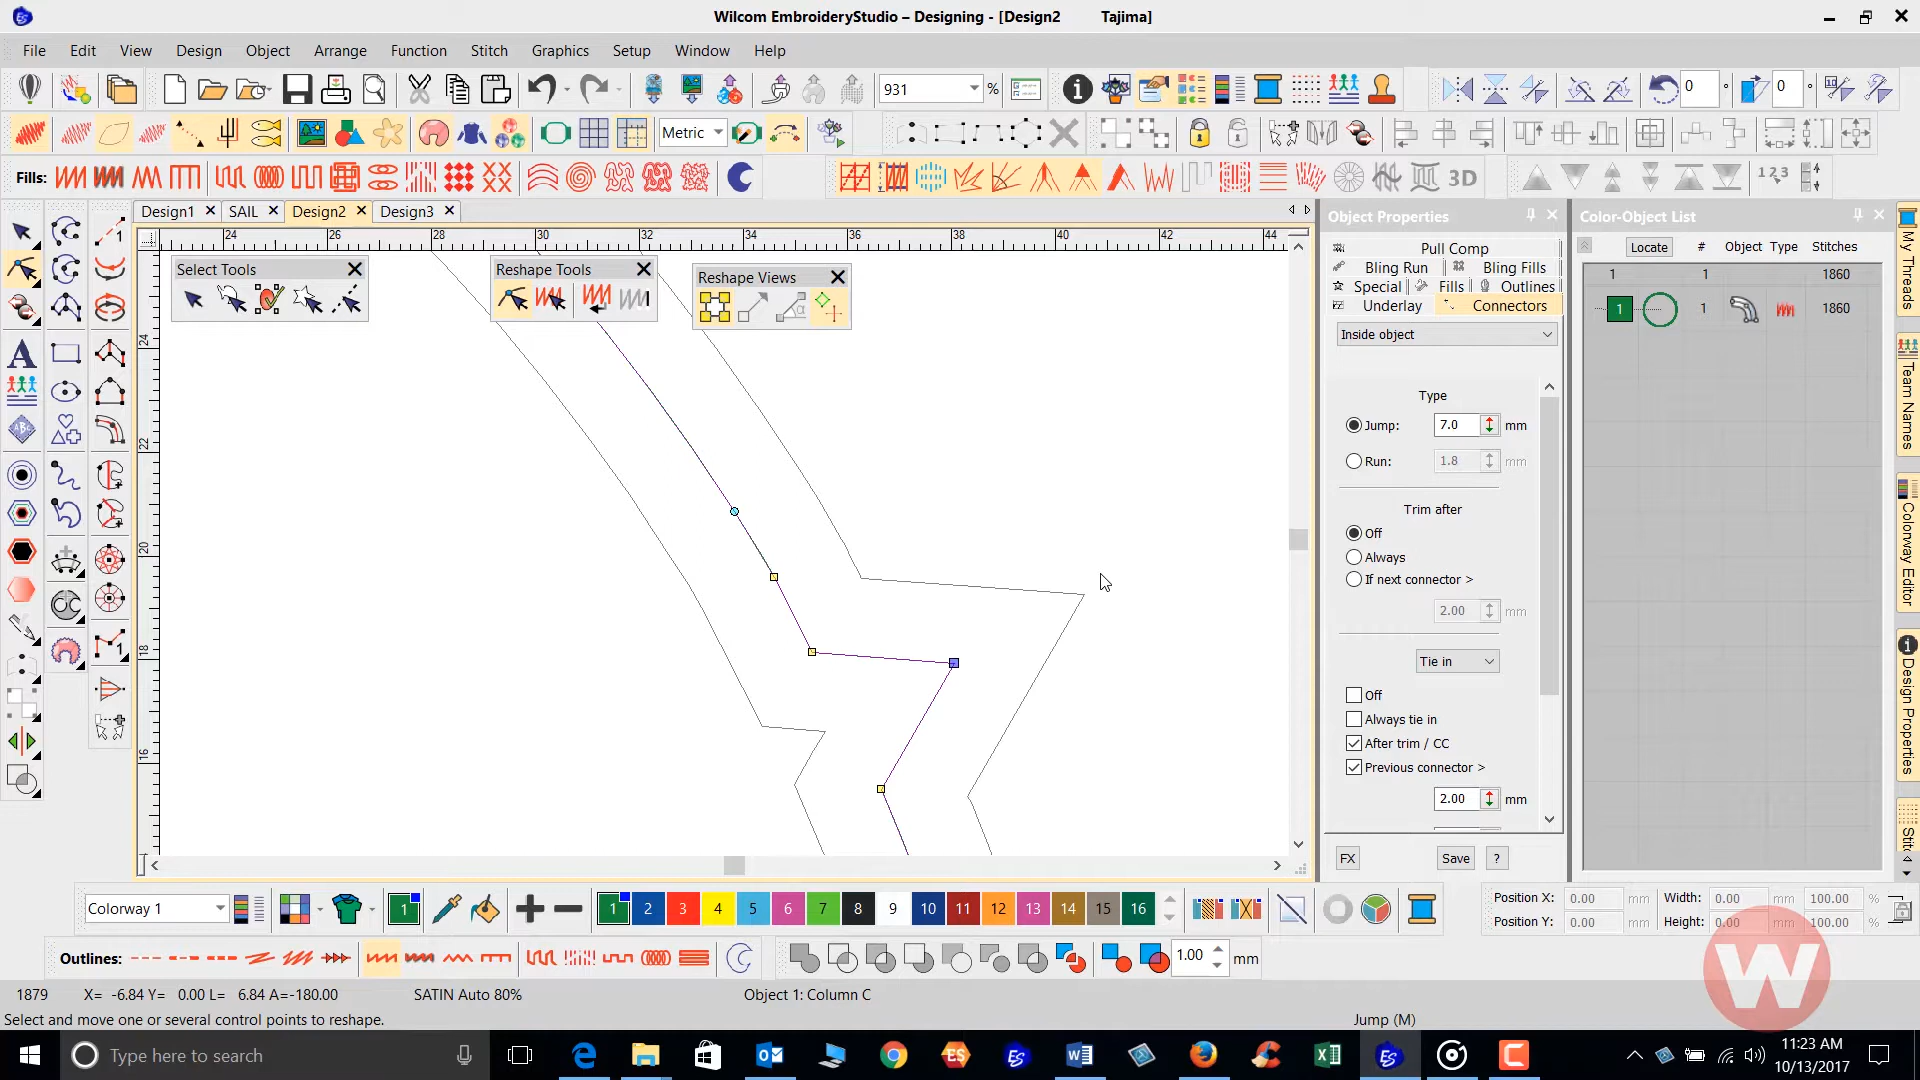 Wilcom EmbroideryStudio – Designing - [Design2 Tajima]
File Edit View Design Object Arrange Function Stitch Graphics Setup Window Help
931 % 0 ° 0 °
Metric
Fills: 3D
Design1 SAIL Design2 Design3
24 26 28 30 32 34 36 38 40 42 44
24
22
20
18
16
Select Tools
Reshape Tools
Reshape Views
Object Properties
Pull Comp
Bling Run Bling Fills
Special Fills Outlines
Underlay Connectors
Inside object
Type
Jump: 7.0 mm
Run: 1.8 mm
Trim after
Off
Always
If next connector >
2.00 mm
Tie in
Off
Always tie in
After trim / CC
Previous connector >
2.00 mm
FX Save ?
Color-Object List
Locate # Object Type Stitches
1 1 1860
1 1 1860
My Threads
Team Names
Colorway Editor
Design Properties
Stitc
Colorway 1
1
1 2 3 4 5 6 7 8 9 10 11 12 13 14 15 16
Position X: 0.00 mm Width: 0.00 mm 100.00 %
Position Y: 0.00 mm Height: 0.00 mm 100.00 %
Outlines:
1.00 mm
W
1879 X= -6.84 Y= 0.00 L= 6.84 A=-180.00 SATIN Auto 80% Object 1: Column C
Select and move one or several control points to reshape. Jump (M)
Type here to search
11:23 AM
10/13/2017